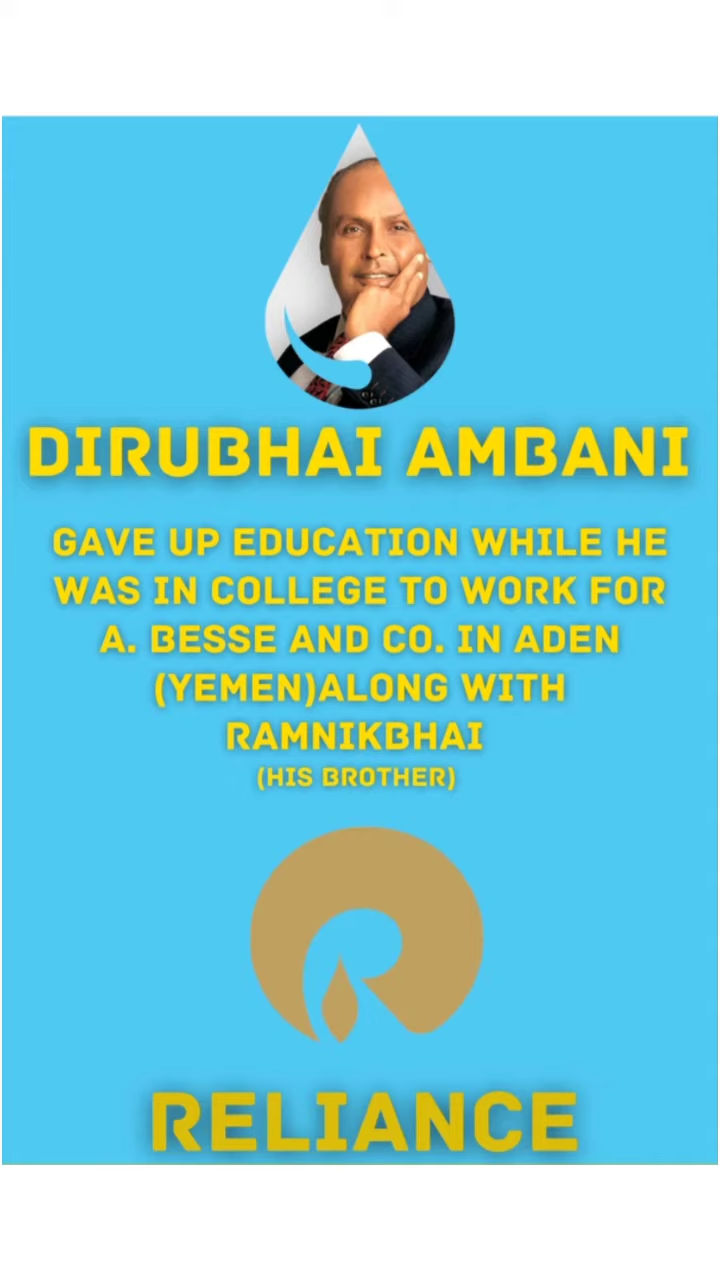 DIRUBHAI AMBANI
GAVE UP EDUCATION WHILE HE
WAS IN COLLEGE TO WORK FOR
A. BESSE AND CO. IN ADEN
(YEMEN)ALONG WITH
RAMNIKBHAI
(HIS BROTHER)
RELIANCE